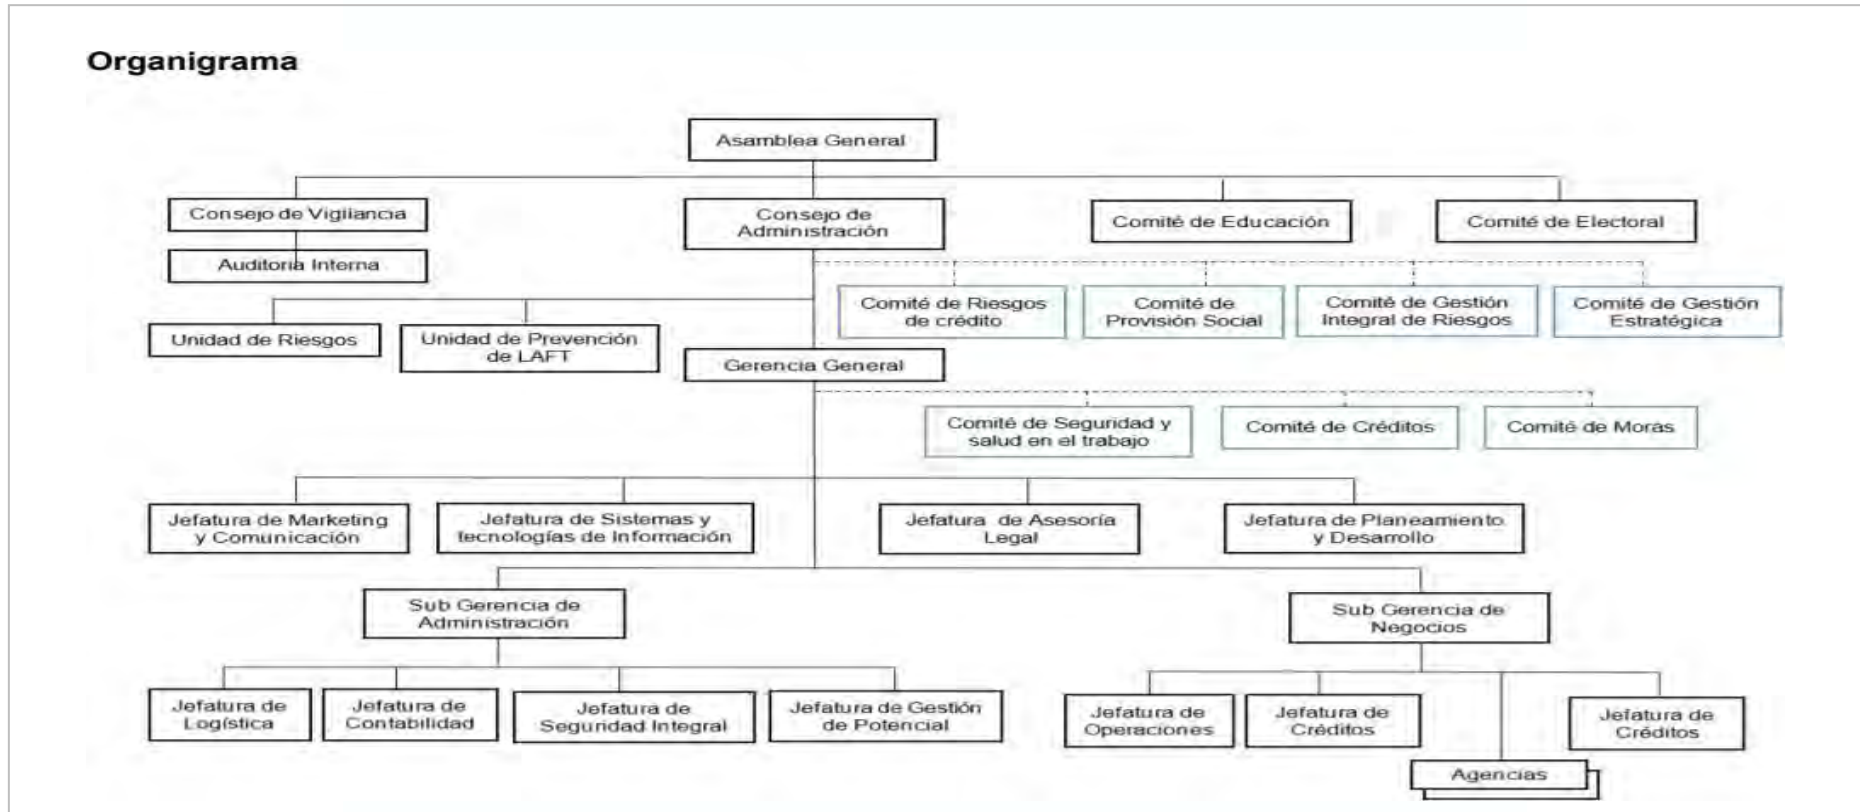 Organigrama
Asamblea General
Consejo de Vigilancia
Consejo de
Administración
Comité de Educación
Comité de Electoral
Auditoria Interna
Comité de Riesgos
de crédito
Comité de
Provisión Social
Comité de Gestión
Integral de Riesgos
Comité de Gestión
Estratégica
Unidad de Riesgos
Unidad de Prevención
de LAFT
Gerencia General
Comité de Seguridad y
salud en el trabajo
Comité de Créditos
Comité de Moras
Jefatura de Marketing
y Comunicación
Jefatura de Sistemas y
tecnologías de Información
Jefatura de Asesoría
Legal
Jefatura de Planeamiento
y Desarrollo
Sub Gerencia de
Administración
Sub Gerencia de
Negocios
Jefatura de
Logística
Jefatura de
Contabilidad
Jefatura de
Seguridad Integral
Jefatura de Gestión
de Potencial
Jefatura de
Operaciones
Jefatura de
Créditos
Jefatura de
Créditos
Agencias